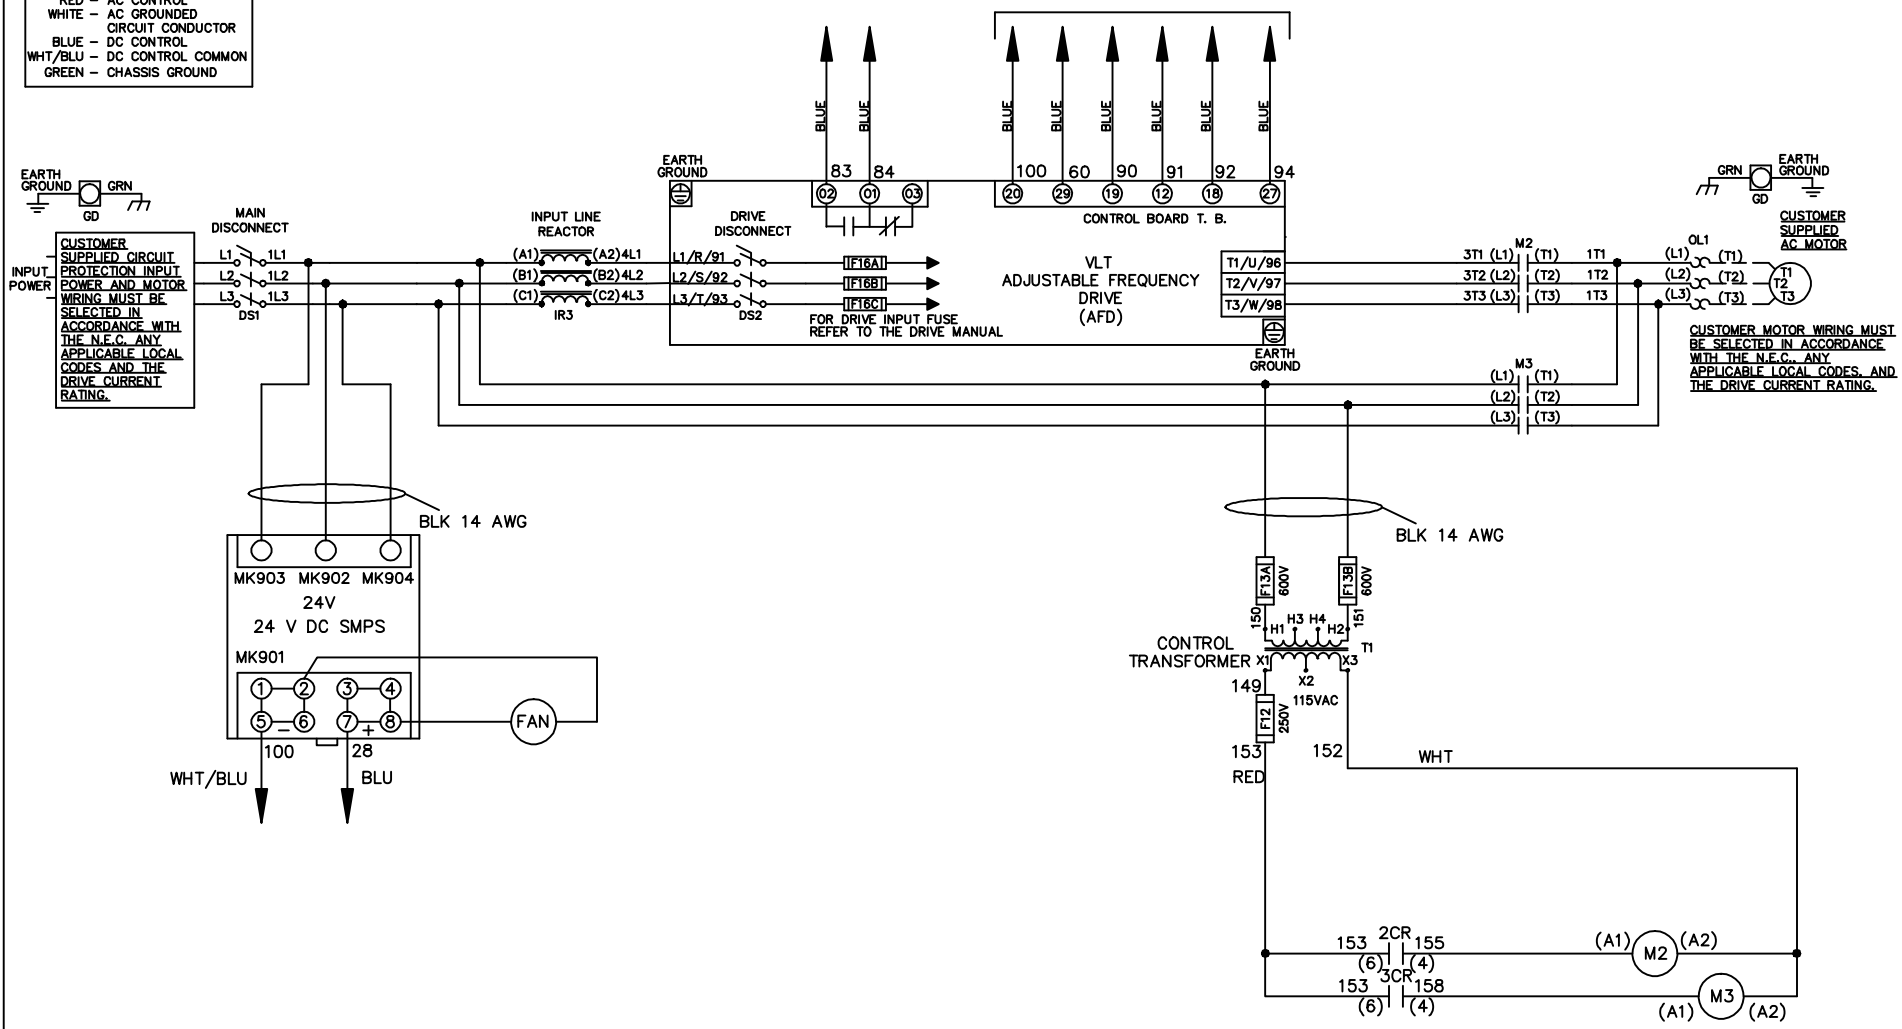 RED - AC CONTROL
WHITE - AC GROUNDED
CIRCUIT CONDUCTOR
BLUE - DC CONTROL
WHT/BLU - DC CONTROL COMMON
GREEN - CHASSIS GROUND
BLUE
BLUE
BLUE
BLUE
BLUE
BLUE
BLUE
BLUE
83
84
100
60
90
91
92
94
EARTH
GROUND
02
01
03
20
29
19
12
18
27
CONTROL BOARD T. B.
EARTH
GROUND
GRN
GD
GRN
EARTH
GROUND
GD
MAIN
DISCONNECT
INPUT LINE
REACTOR
DRIVE
DISCONNECT
CUSTOMER
SUPPLIED
AC MOTOR
INPUT
POWER
CUSTOMER
SUPPLIED CIRCUIT
PROTECTION INPUT
POWER AND MOTOR
WIRING MUST BE
SELECTED IN
ACCORDANCE WITH
THE N.E.C. ANY
APPLICABLE LOCAL
CODES AND THE
DRIVE CURRENT
RATING.
L1
1L1
L2
1L2
L3
1L3
DS1
(A1)
(A2)
4L1
(B1)
(B2)
4L2
(C1)
(C2)
4L3
IR3
L1/R/91
L2/S/92
L3/T/93
DS2
F16A
F16B
F16C
FOR DRIVE INPUT FUSE
REFER TO THE DRIVE MANUAL
VLT
ADJUSTABLE FREQUENCY
DRIVE
(AFD)
T1/U/96
T2/V/97
T3/W/98
EARTH
GROUND
M2
3T1 (L1) (T1) 1T1
3T2 (L2) (T2) 1T2
3T3 (L3) (T3) 1T3
OL1
(L1) (T1)
(L2) (T2)
(L3) (T3)
T1
T2
T3
CUSTOMER MOTOR WIRING MUST
BE SELECTED IN ACCORDANCE
WITH THE N.E.C., ANY
APPLICABLE LOCAL CODES, AND
THE DRIVE CURRENT RATING.
M3
(L1) (T1)
(L2) (T2)
(L3) (T3)
BLK 14 AWG
BLK 14 AWG
MK903 MK902 MK904
24V
24 V DC SMPS
MK901
1
2
3
4
5
6
7
8
-
+
FAN
100
28
WHT/BLU
BLU
F13A
600V
F13B
600V
150
151
H1
H3
H4
H2
T1
CONTROL
TRANSFORMER
X1
X3
X2
115VAC
149
F12
250V
153
152
RED
WHT
2CR
153
155
(6)
(4)
(A1)
M2
(A2)
3CR
153
158
(6)
(4)
(A1)
M3
(A2)